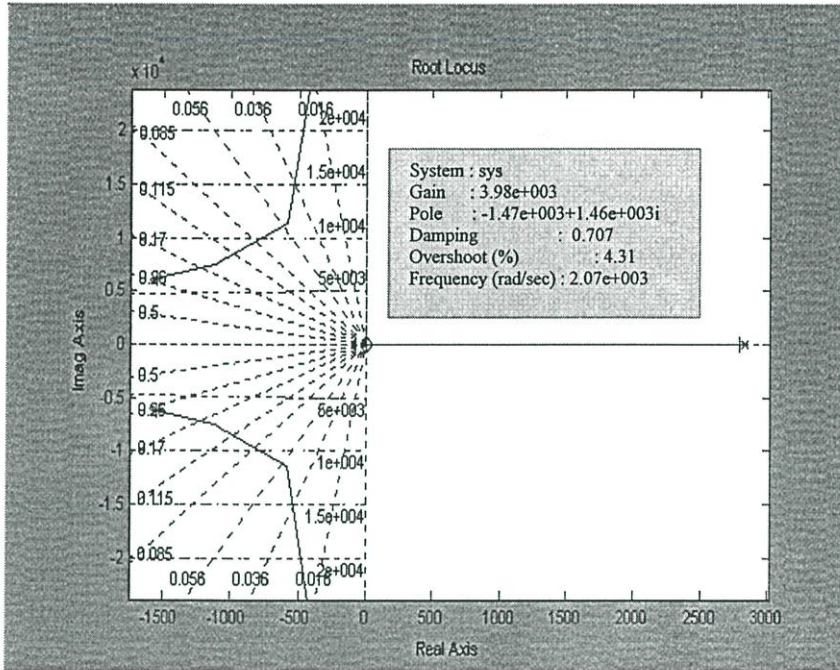 Root Locus
x 10^4
0.056 0.036 0.016 2e+004
2 0.085
1.5 0.115 1.5e+004
1 0.17 1e+004
0.5 0.26 5e+003
0.5
0
0.5
-0.5 0.26 5e+003
-1 0.17 1e+004
-1.5 0.115 1.5e+004
-2 0.085
0.056 0.036 0.016 2e+004
-1500 -1000 -500 0 500 1000 1500 2000 2500 3000
Real Axis
Imag Axis
System : sys
Gain : 3.98e+003
Pole : -1.47e+003+1.46e+003i
Damping : 0.707
Overshoot (%) : 4.31
Frequency (rad/sec) : 2.07e+003